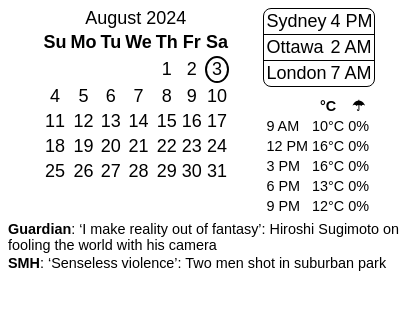 August 2024
Su Mo Tu We Th Fr Sa
1 2 3
4 5 6 7 8 9 10
11 12 13 14 15 16 17
18 19 20 21 22 23 24
25 26 27 28 29 30 31
Sydney 4 PM
Ottawa 2 AM
London 7 AM
°C ☂
9 AM 10°C 0%
12 PM 16°C 0%
3 PM 16°C 0%
6 PM 13°C 0%
9 PM 12°C 0%
Guardian: ‘I make reality out of fantasy’: Hiroshi Sugimoto on
fooling the world with his camera
SMH: ‘Senseless violence’: Two men shot in suburban park